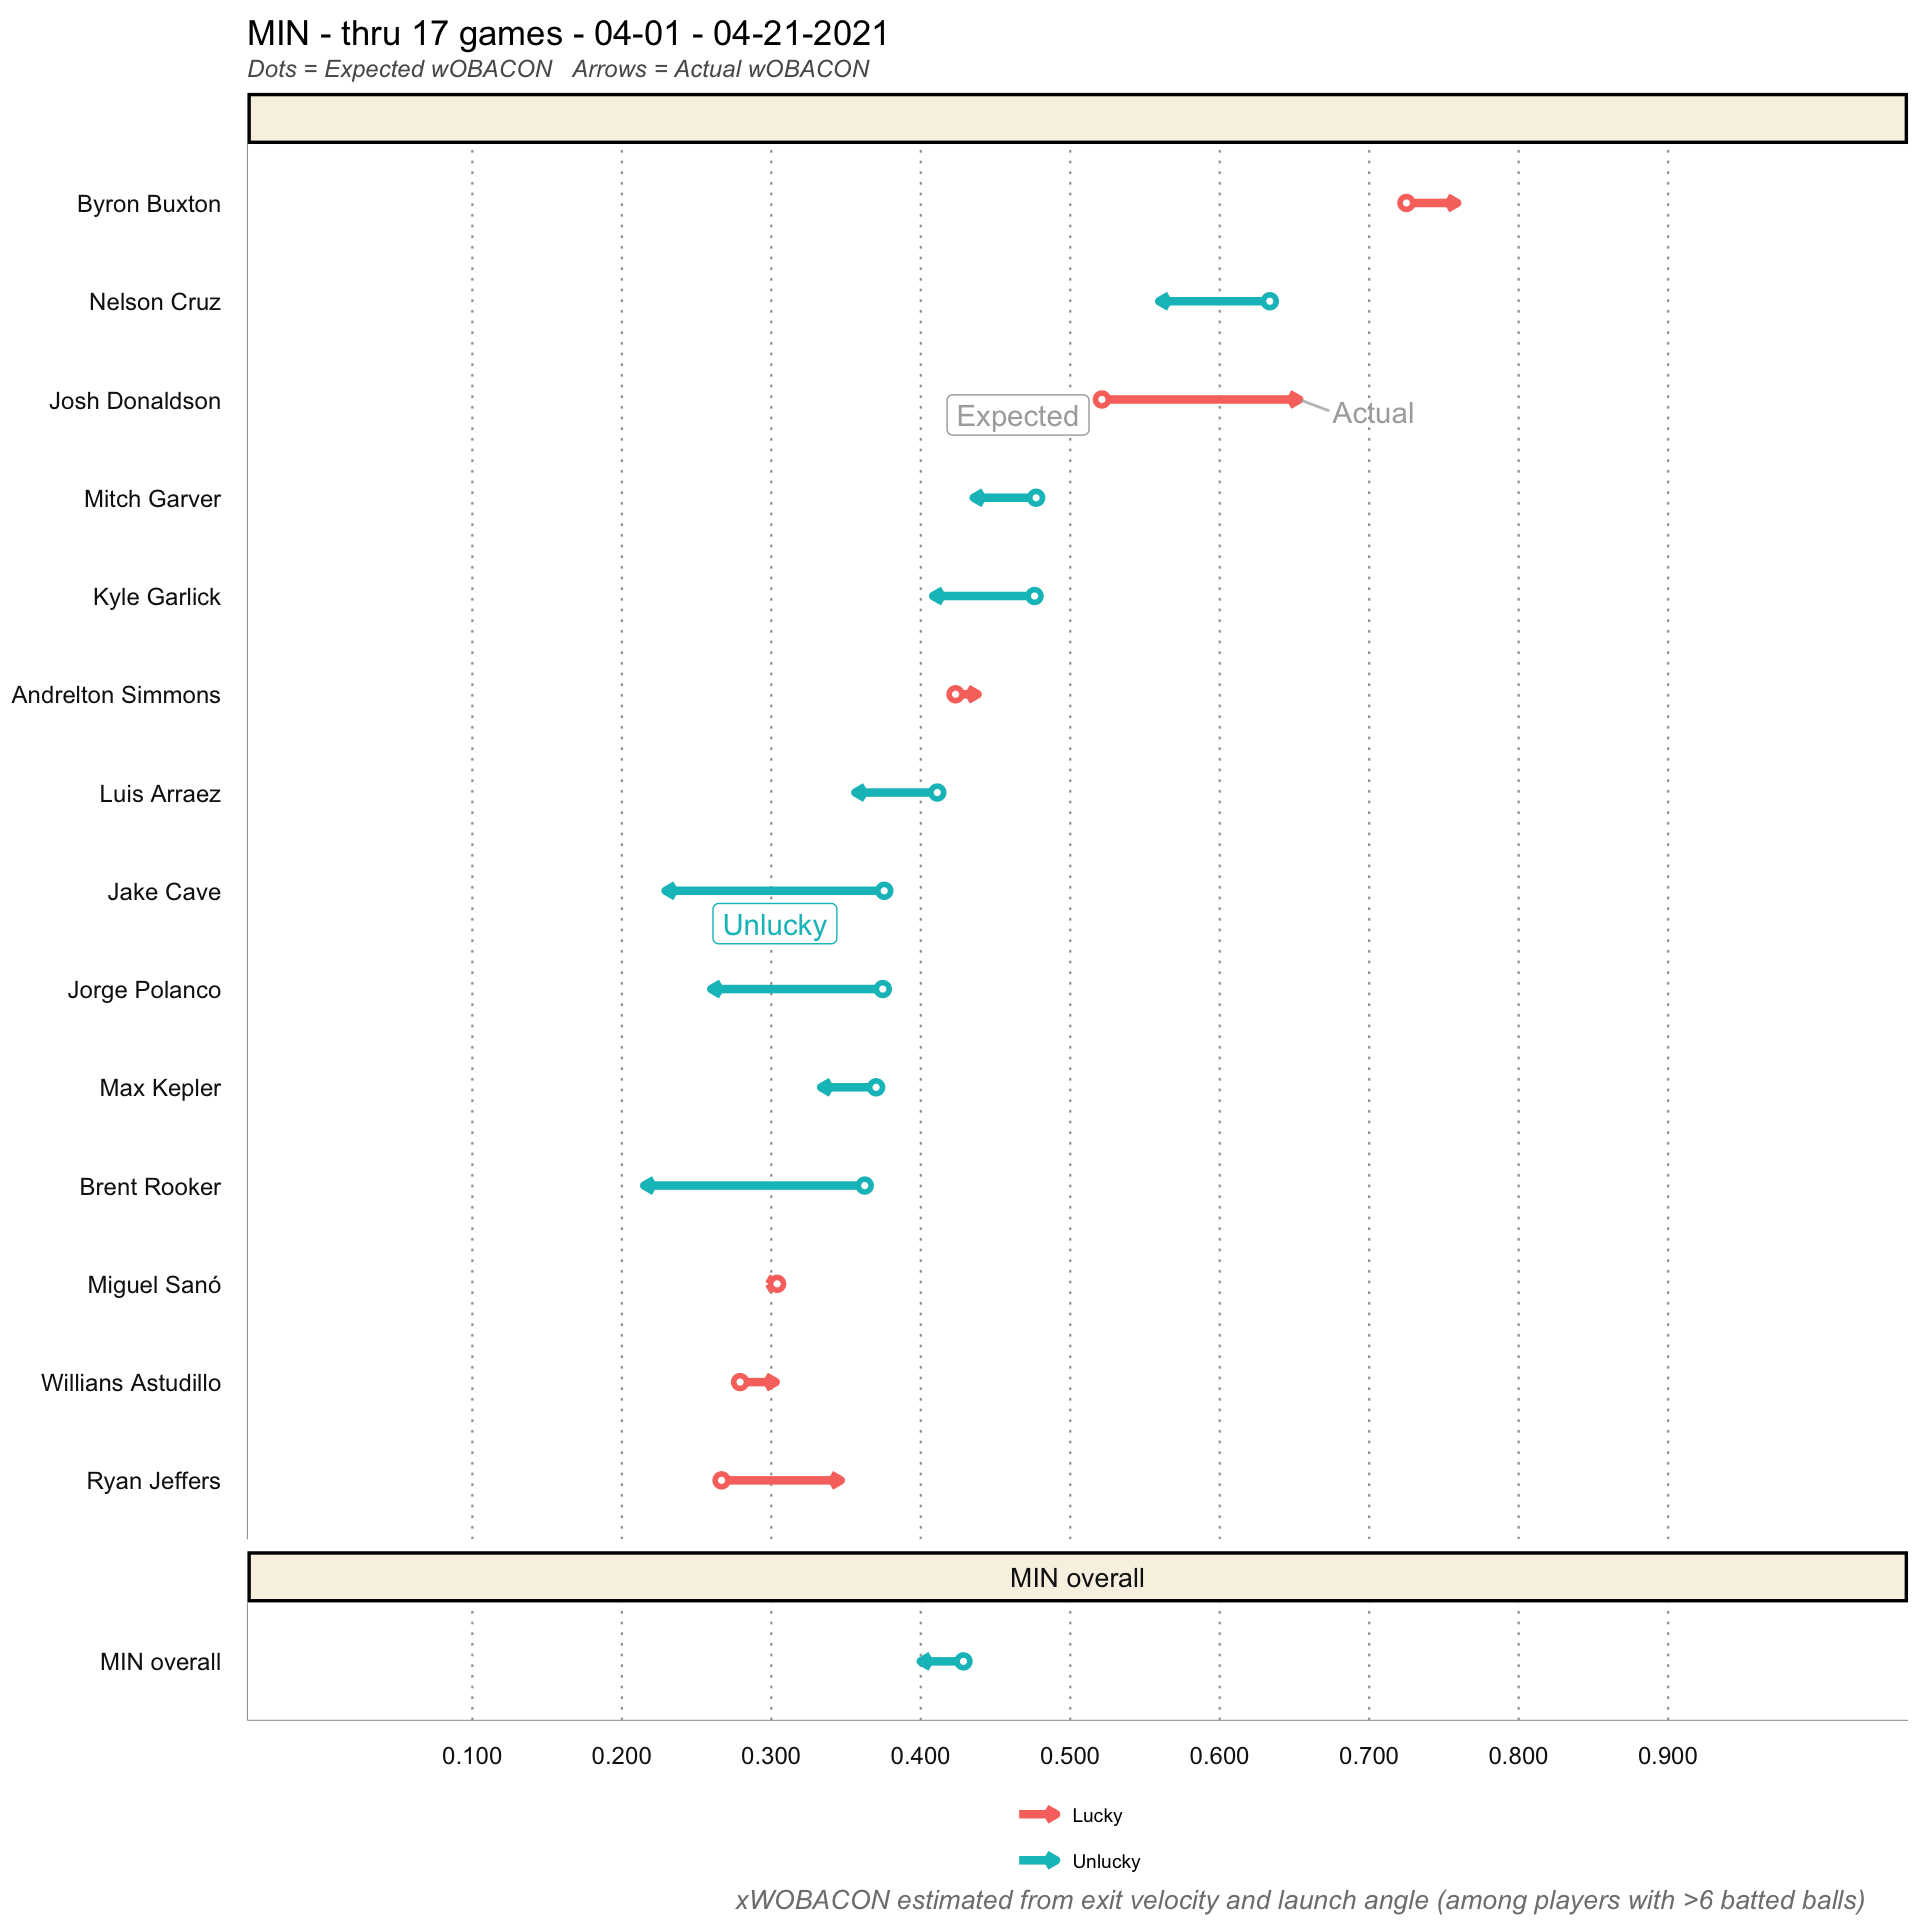 MIN - thru 17 games - 04-01 - 04-21-2021
Dots = Expected wOBACON   Arrows = Actual wOBACON
Byron Buxton
Nelson Cruz
Josh Donaldson
Expected
Actual
Mitch Garver
Kyle Garlick
Andrelton Simmons
Luis Arraez
Jake Cave
Unlucky
Jorge Polanco
Max Kepler
Brent Rooker
Miguel Sanó
Willians Astudillo
Ryan Jeffers
MIN overall
MIN overall
0.100 0.200 0.300 0.400 0.500 0.600 0.700 0.800 0.900
Lucky
Unlucky
xWOBACON estimated from exit velocity and launch angle (among players with >6 batted balls)